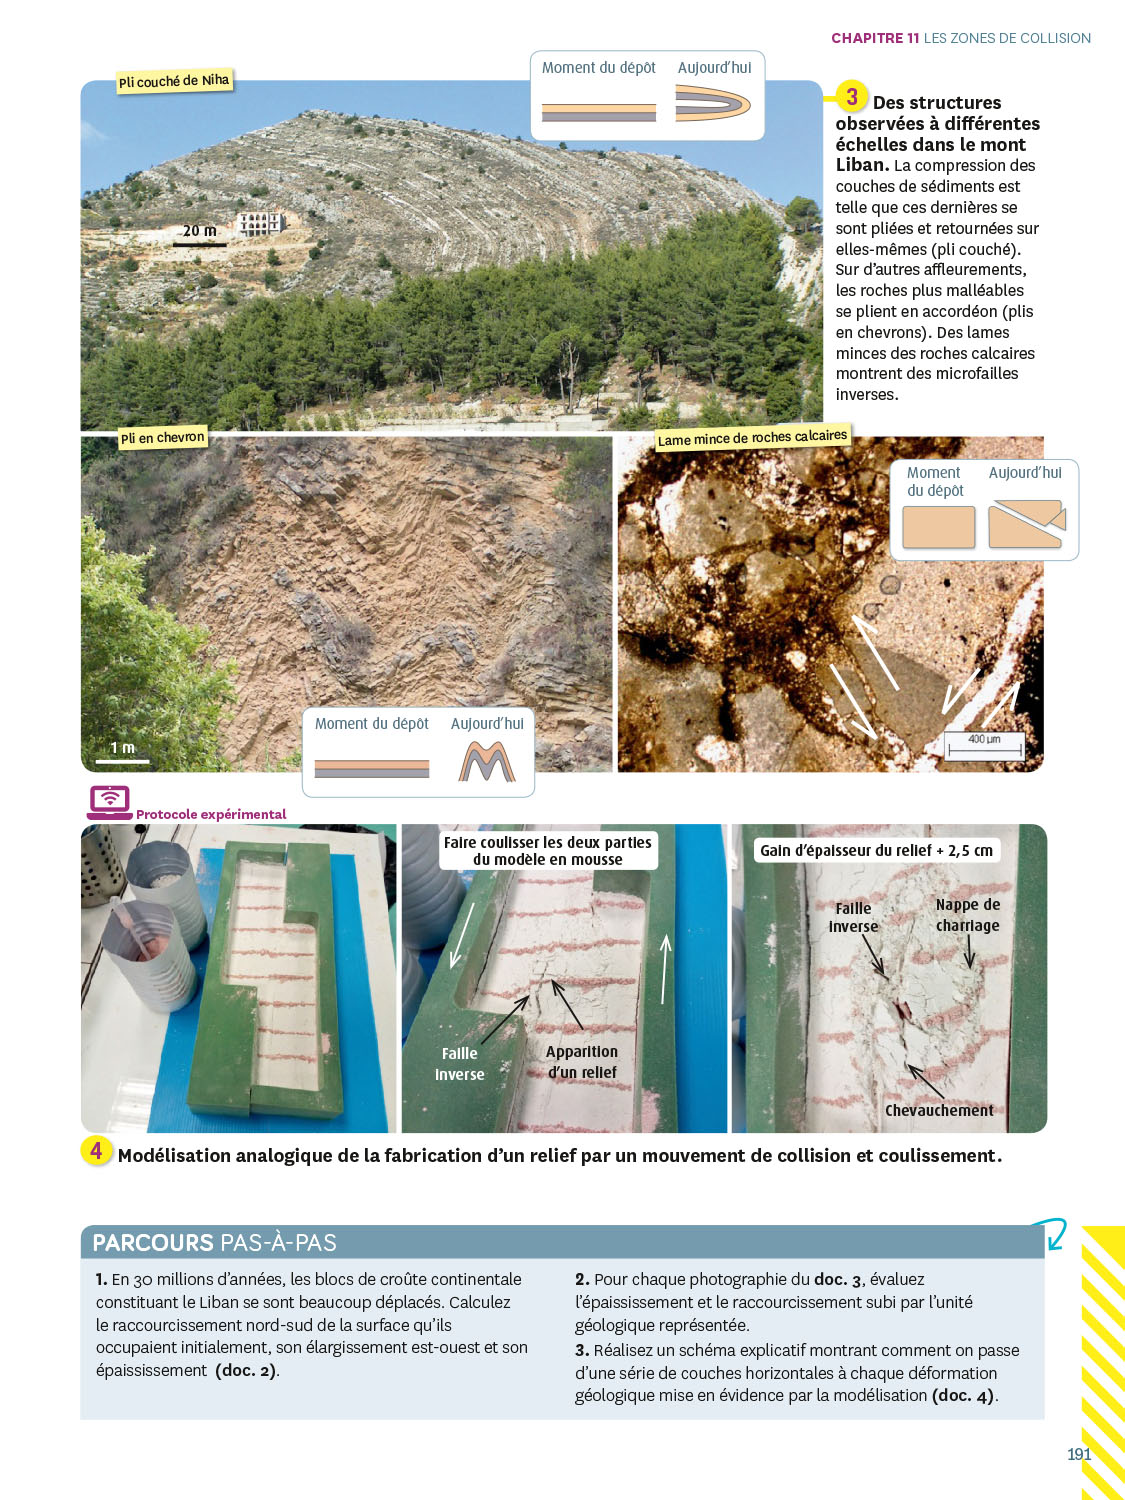 CHAPITRE 11 LES ZONES DE COLLISION
Pli couché de Niha
Moment du dépôt
Aujourd'hui
20 m
3 Des structures
observées à différentes
échelles dans le mont
Liban. La compression des
couches de sédiments est
telle que ces dernières se
sont pliées et retournées sur
elles-mêmes (pli couché).
Sur d'autres affleurements,
les roches plus malléables
se plient en accordéon (plis
en chevrons). Des lames
minces des roches calcaires
montrent des microfailles
inverses.
Pli en chevron
1 m
Moment du dépôt
Aujourd'hui
Lame mince de roches calcaires
Moment
du dépôt
Aujourd'hui
400 µm
Protocole expérimental
Faire coulisser les deux parties
du modèle en mousse
Faille
inverse
Apparition
d'un relief
Gain d'épaisseur du relief + 2,5 cm
Faille
inverse
Nappe de
charriage
Chevauchement
4 Modélisation analogique de la fabrication d'un relief par un mouvement de collision et coulissement.
PARCOURS PAS-À-PAS
1. En 30 millions d'années, les blocs de croûte continentale
constituant le Liban se sont beaucoup déplacés. Calculez
le raccourcissement nord-sud de la surface qu'ils
occupaient initialement, son élargissement est-ouest et son
épaississement (doc. 2).
2. Pour chaque photographie du doc. 3, évaluez
l'épaississement et le raccourcissement subi par l'unité
géologique représentée.
3. Réalisez un schéma explicatif montrant comment on passe
d'une série de couches horizontales à chaque déformation
géologique mise en évidence par la modélisation (doc. 4).
191